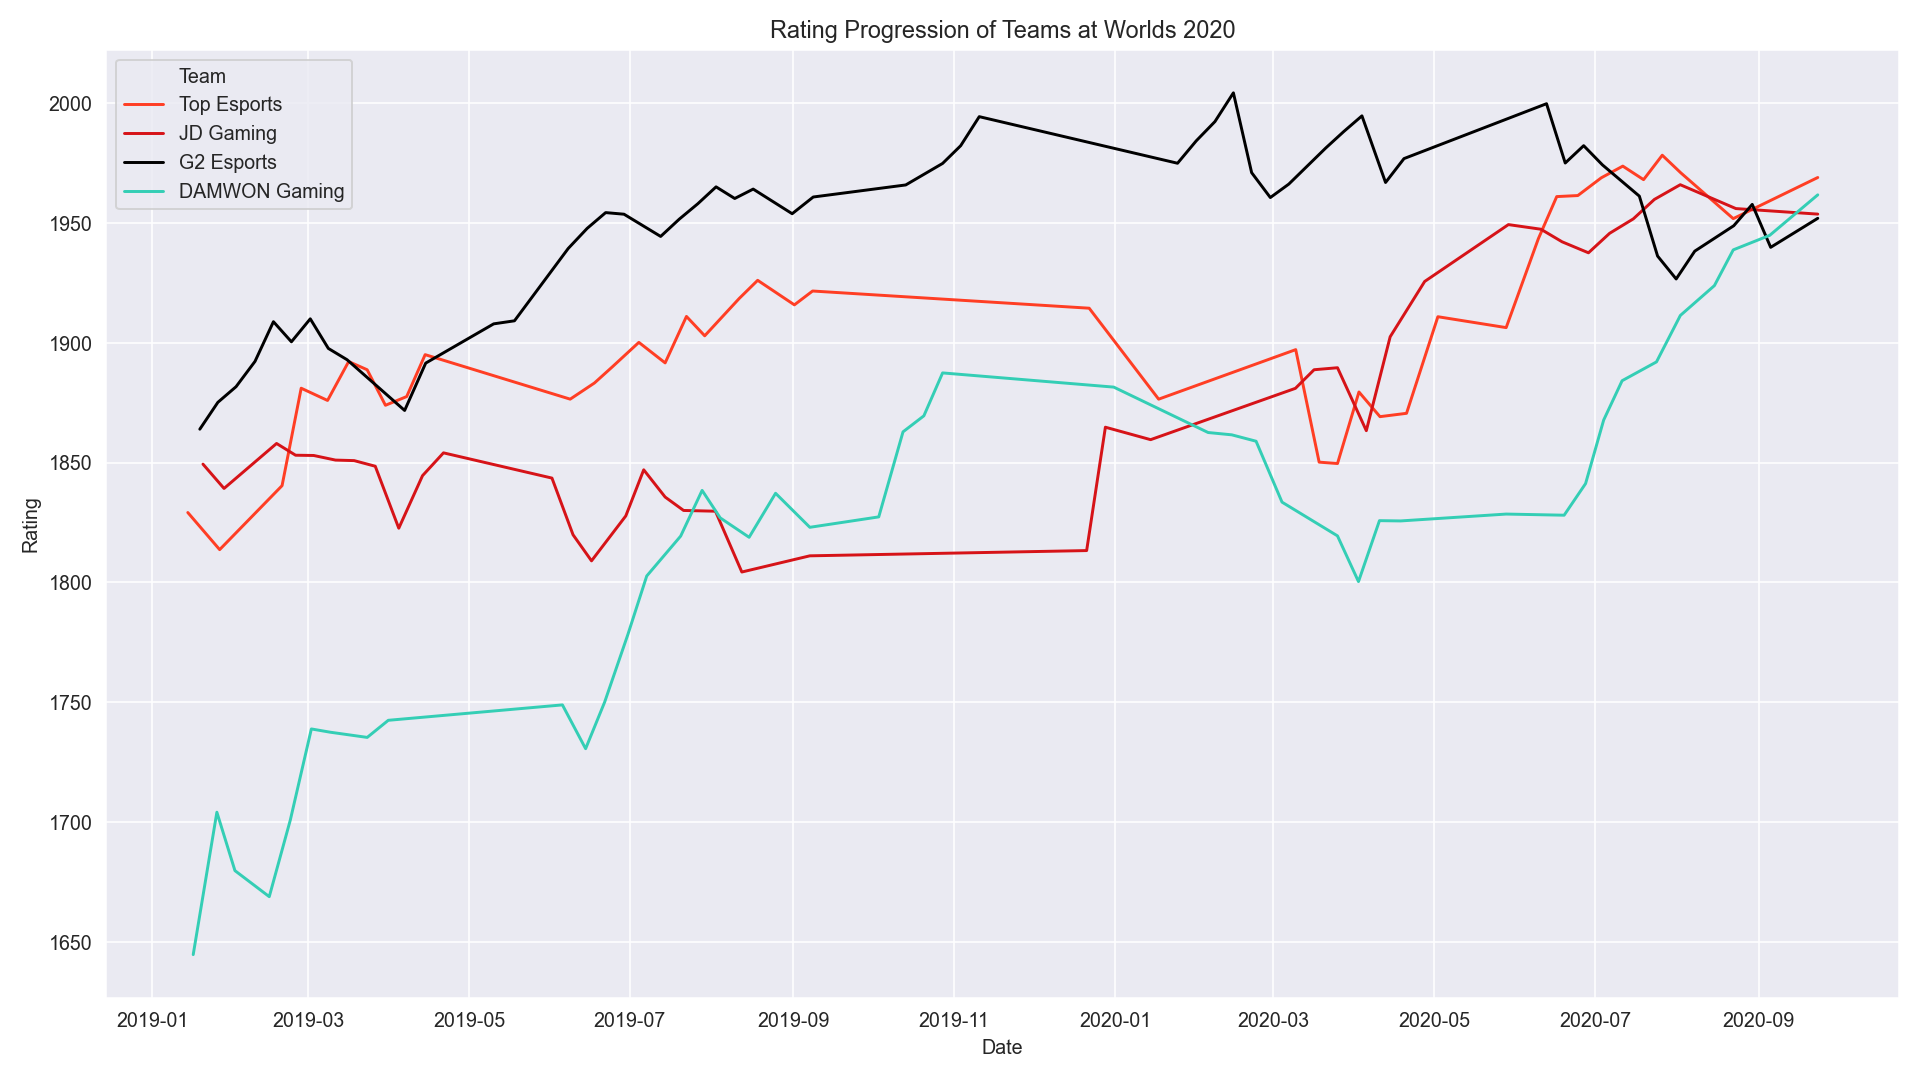 Rating Progression of Teams at Worlds 2020
Team
Top Esports
JD Gaming
G2 Esports
DAMWON Gaming
2000
1950
1900
1850
1800
1750
1700
1650
Rating
2019-01 2019-03 2019-05 2019-07 2019-09 2019-11 2020-01 2020-03 2020-05 2020-07 2020-09
Date